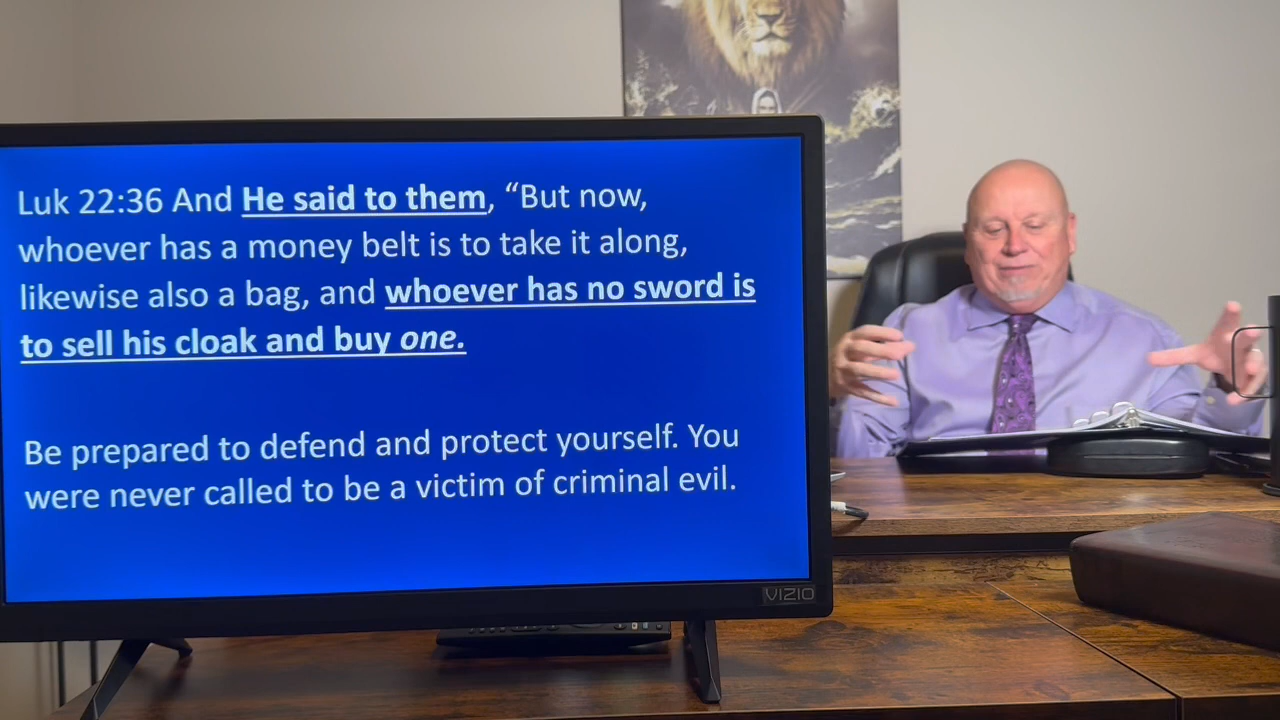 Luk 22:36 And He said to them, “But now,
whoever has a money belt is to take it along,
likewise also a bag, and whoever has no sword is
to sell his cloak and buy one.
Be prepared to defend and protect yourself. You
were never called to be a victim of criminal evil.
VIZIO